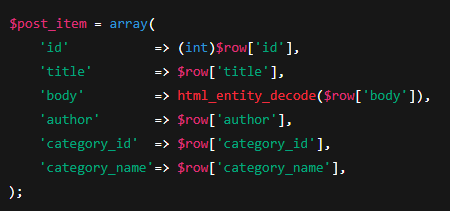 $post_item = array(
    'id'           => (int)$row['id'],
    'title'        => $row['title'],
    'body'         => html_entity_decode($row['body']),
    'author'       => $row['author'],
    'category_id'  => $row['category_id'],
    'category_name'=> $row['category_name'],
);